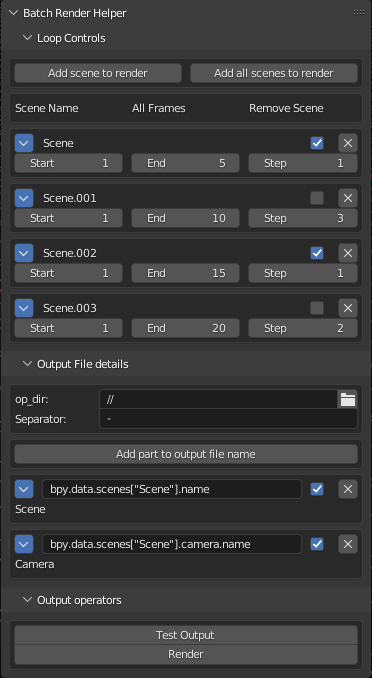 Batch Render Helper
Loop Controls
Add scene to render Add all scenes to render
Scene Name All Frames Remove Scene
Scene
Start 1 End 5 Step 1
Scene.001
Start 1 End 10 Step 3
Scene.002
Start 1 End 15 Step 1
Scene.003
Start 1 End 20 Step 2
Output File details
op_dir: //
Separator: -
Add part to output file name
bpy.data.scenes["Scene"].name
Scene
bpy.data.scenes["Scene"].camera.name
Camera
Output operators
Test Output
Render